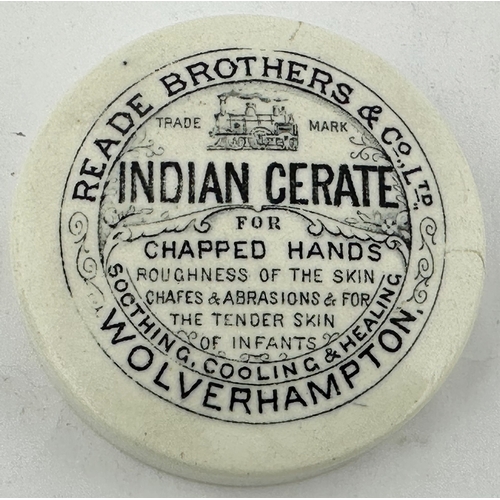 READE BROTHERS & Co., LTD.
TRADE MARK
INDIAN CERATE
FOR
CHAPPED HANDS
ROUGHNESS OF THE SKIN
CHAFES & ABRASIONS & FOR
THE TENDER SKIN
OF INFANTS
SOOTHING, COOLING & HEALING
WOLVERHAMPTON.